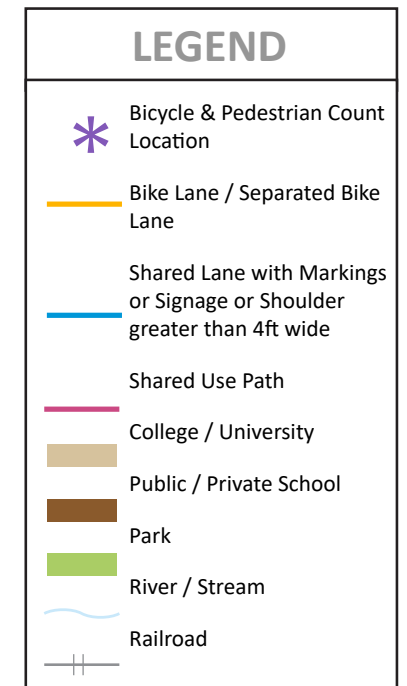 LEGEND
Bicycle & Pedestrian Count
Location
Bike Lane / Separated Bike
Lane
Shared Lane with Markings
or Signage or Shoulder
greater than 4ft wide
Shared Use Path
College / University
Public / Private School
Park
River / Stream
Railroad